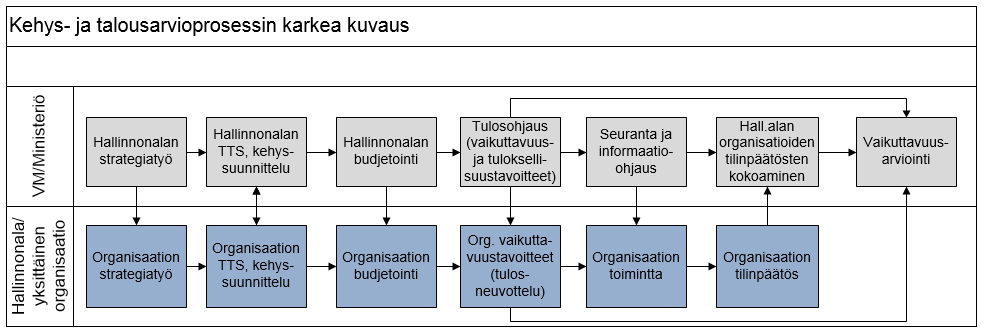 Kehys- ja talousarvioprosessin karkea kuvaus
VM/Ministeriö
Hallinnonalan
strategiatyö
Hallinnonalan
TTS, kehys-
suunnittelu
Hallinnonalan
budjetointi
Tulosohjaus
(vaikuttavuus-
ja tulokselli-
suustavoitteet)
Seuranta ja
informaatio-
ohjaus
Hall.alan
organisatioiden
tilinpäätösten
kokoaminen
Vaikuttavuus-
arviointi
Hallinnonala/
yksittäinen
organisaatio
Organisaation
strategiatyö
Organisaation
TTS, kehys-
suunnittelu
Organisaation
budjetointi
Org. vaikutta-
vuustavoitteet
(tulos-
neuvottelu)
Organisaation
toimintta
Organisaation
tilinpäätös